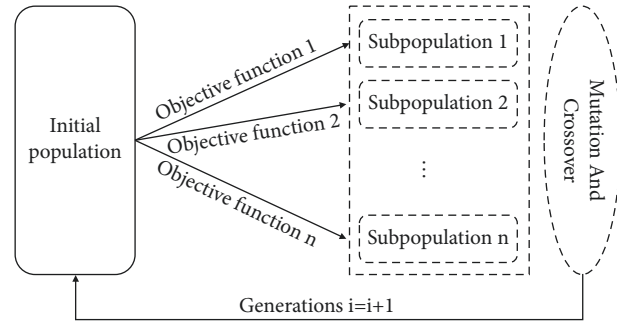 Initial
population
Objective function 1
Objective function 2
Objective function n
Subpopulation 1
Subpopulation 2
⋮
Subpopulation n
Mutation And
Crossover
Generations i=i+1